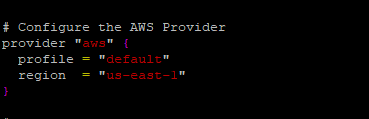 # Configure the AWS Provider
provider "aws" {
  profile = "default"
  region  = "us-east-1"
}